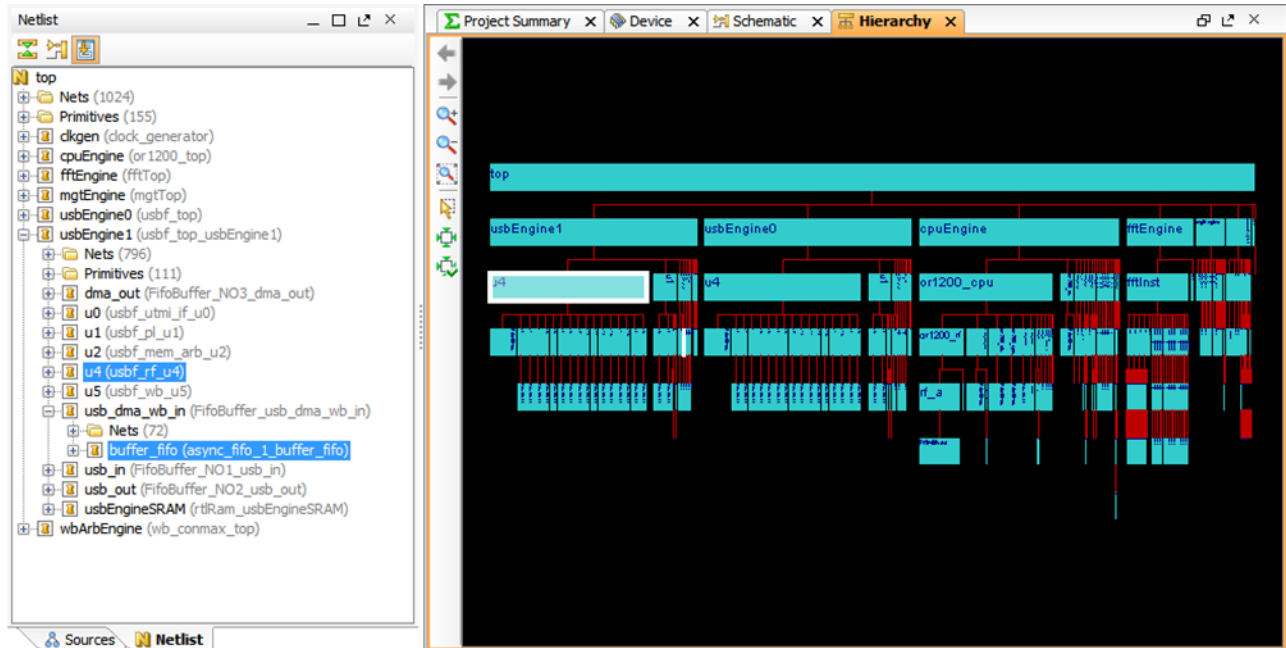 Netlist
top
Nets (1024)
Primitives (155)
clkgen (clock_generator)
cpuEngine (or1200_top)
fftEngine (fftTop)
mgtEngine (mgtTop)
usbEngine0 (usbf_top)
usbEngine1 (usbf_top_usbEngine1)
Nets (796)
Primitives (111)
dma_out (FifoBuffer_NO3_dma_out)
u0 (usbf_utmi_if_u0)
u1 (usbf_pl_u1)
u2 (usbf_mem_arb_u2)
u4 (usbf_rf_u4)
u5 (usbf_wb_u5)
usb_dma_wb_in (FifoBuffer_usb_dma_wb_in)
Nets (72)
buffer_fifo (async_fifo_1_buffer_fifo)
usb_in (FifoBuffer_NO1_usb_in)
usb_out (FifoBuffer_NO2_usb_out)
usbEngineSRAM (rtlRam_usbEngineSRAM)
wbArbEngine (wb_conmax_top)
Sources Netlist
Project Summary Device Schematic Hierarchy
top
usbEngine1 usbEngine0 cpuEngine fftEngine
u4 u4 or1200_cpu fftInst
or1200_rf
rf_a